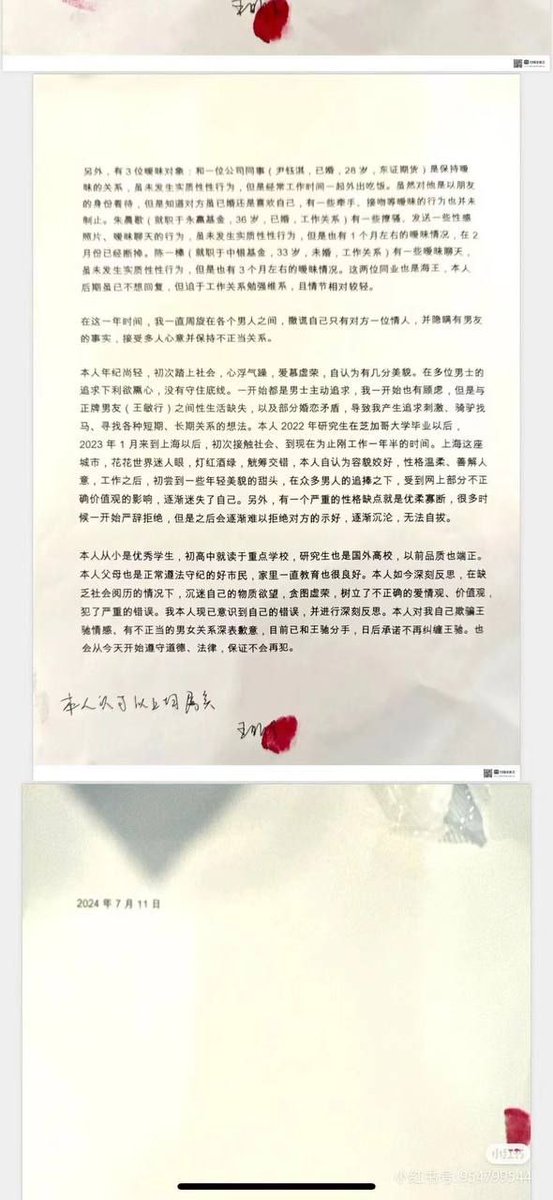 另外，有 3 位暧昧对象：和一位公司同事（尹钰淇，已婚，28 岁，东证期货）是保持暧
昧的关系，虽未发生实质性性行为，但是经常工作时间一起外出吃饭。虽然对他是以朋友
的身份看待，但是知道对方虽已婚还是喜欢自己，有一些牵手、接吻等暧昧的行为也并未
制止。朱晨歇（就职于永赢基金，36 岁，已婚，工作关系）有一些撩骚、发送一些性感
照片、暧昧聊天的行为，虽未发生实质性性行为，但是也有 1 个月左右的暧昧情况，在 2
月份已经断掉。陈一（就职于中银基金，33 岁，未婚，工作关系）有一些暧昧聊天，
虽未发生实质性性行为，但是也有 3 个月左右的暧昧情况。这两位同业也是海王，本人
后期虽已不想回复，但迫于工作关系勉强维系，且情节相对较轻。
在这一年时间，我一直周旋在各个男人之间，撒谎自己只有对方一位情人，并隐瞒有男友
的事实，接受多人心意并保持不正当关系。
本人年纪尚轻，初次踏上社会，心浮气躁，爱慕虚荣，自认为有几分美貌。在多位男士的
追求下利欲熏心，没有守住底线。一开始都是男士主动追求，我一开始也有顾虑，但是与
正牌男友（王敏行）之间性生活缺失，以及部分婚恋矛盾，导致我产生追求刺激、骑驴找
马、寻找各种短期、长期关系的想法。本人 2022 年研究生在芝加哥大学毕业以后，
2023 年 1 月来到上海以后，初次接触社会、到现在为止刚工作一年半的时间。上海这座
城市，花花世界迷人眼，灯红酒绿，觥筹交错，本人自认为容貌姣好，性格温柔、善解人
意，工作之后，初尝到一些年轻美貌的甜头，在众多男人的追捧之下，受到网上部分不正
确价值观的影响，逐渐迷失了自己。另外，有一个严重的性格缺点就是优柔寡断，很多时
候一开始严辞拒绝，但是之后会逐渐难以拒绝对方的示好，逐渐沉沦，无法自拔。
本人从小是优秀学生，初高中就读于重点学校，研究生也是国外高校，以前品质也端正。
本人父母也是正常遵法守纪的好市民，家里一直教育也很良好。本人如今深刻反思，在缺
乏社会阅历的情况下，沉迷自己的物质欲望，贪图虚荣，树立了不正确的爱情观、价值观，
犯了严重的错误。我本人现已意识到自己的错误，并进行深刻反思。本人对我自己欺骗王
驰情感、有不正当的男女关系深表歉意，目前已和王驰分手，日后承诺不再纠缠王驰。也
会从今天开始遵守道德、法律，保证不会再犯。
本人以上均属实
2024 年 7 月 11 日
小红书
小红书号:954790544